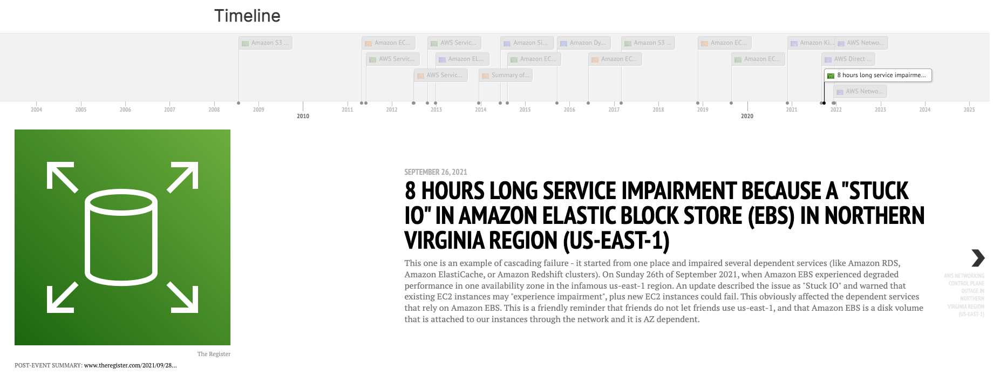 Timeline
Amazon S3 ...
Amazon EC...
AWS Servic...
Amazon Si...
Amazon Dy...
Amazon S3 ...
Amazon EC...
Amazon Ki...
AWS Netwo...
AWS Servic...
Amazon EL...
Amazon EC...
Amazon EC...
Amazon EC...
AWS Direct ...
AWS Servic...
Summary of...
8 hours long service impairme...
AWS Netwo...
2004 2005 2006 2007 2008 2009 2010 2011 2012 2013 2014 2015 2016 2017 2018 2019 2020 2021 2022 2023 2024 2025
SEPTEMBER 26, 2021
8 HOURS LONG SERVICE IMPAIRMENT BECAUSE A "STUCK
IO" IN AMAZON ELASTIC BLOCK STORE (EBS) IN NORTHERN
VIRGINIA REGION (US-EAST-1)
This one is an example of cascading failure - it started from one place and impaired several dependent services (like Amazon RDS,
Amazon ElastiCache, or Amazon Redshift clusters). On Sunday 26th of September 2021, when Amazon EBS experienced degraded
performance in one availability zone in the infamous us-east-1 region. An update described the issue as "Stuck IO" and warned that
existing EC2 instances may "experience impairment", plus new EC2 instances could fail. This obviously affected the dependent services
that rely on Amazon EBS. This is a friendly reminder that friends do not let friends use us-east-1, and that Amazon EBS is a disk volume
that is attached to our instances through the network and it is AZ dependent.
AWS NETWORKING
CONTROL PLANE
OUTAGE IN
NORTHERN
VIRGINIA REGION
(US-EAST-1)
The Register
POST-EVENT SUMMARY: www.theregister.com/2021/09/28...